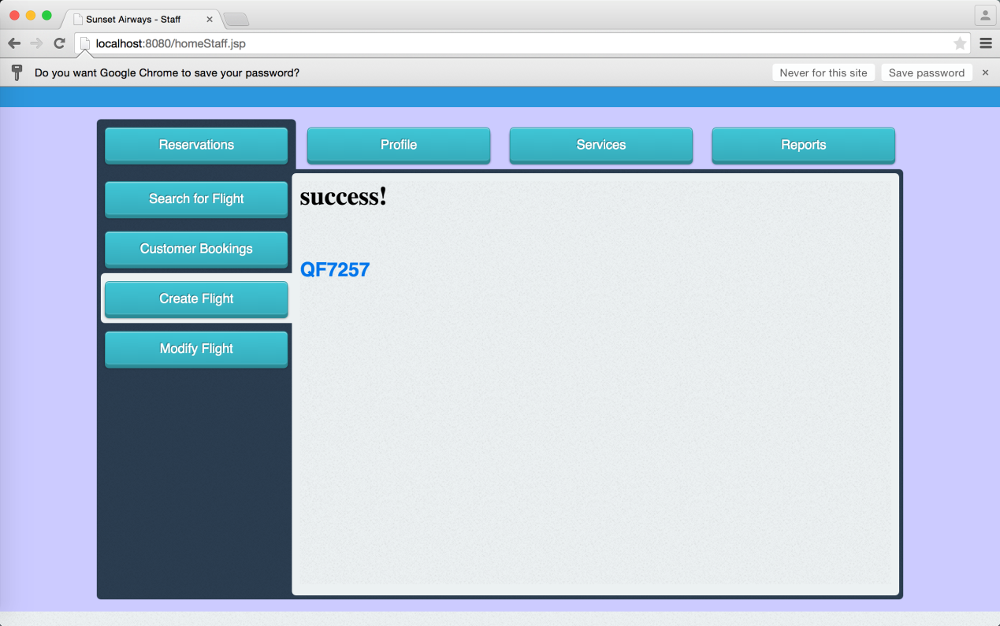 Sunset Airways - Staff
localhost:8080/homeStaff.jsp
Do you want Google Chrome to save your password?
Never for this site
Save password
Reservations
Profile
Services
Reports
Search for Flight
Customer Bookings
Create Flight
Modify Flight
success!
QF7257